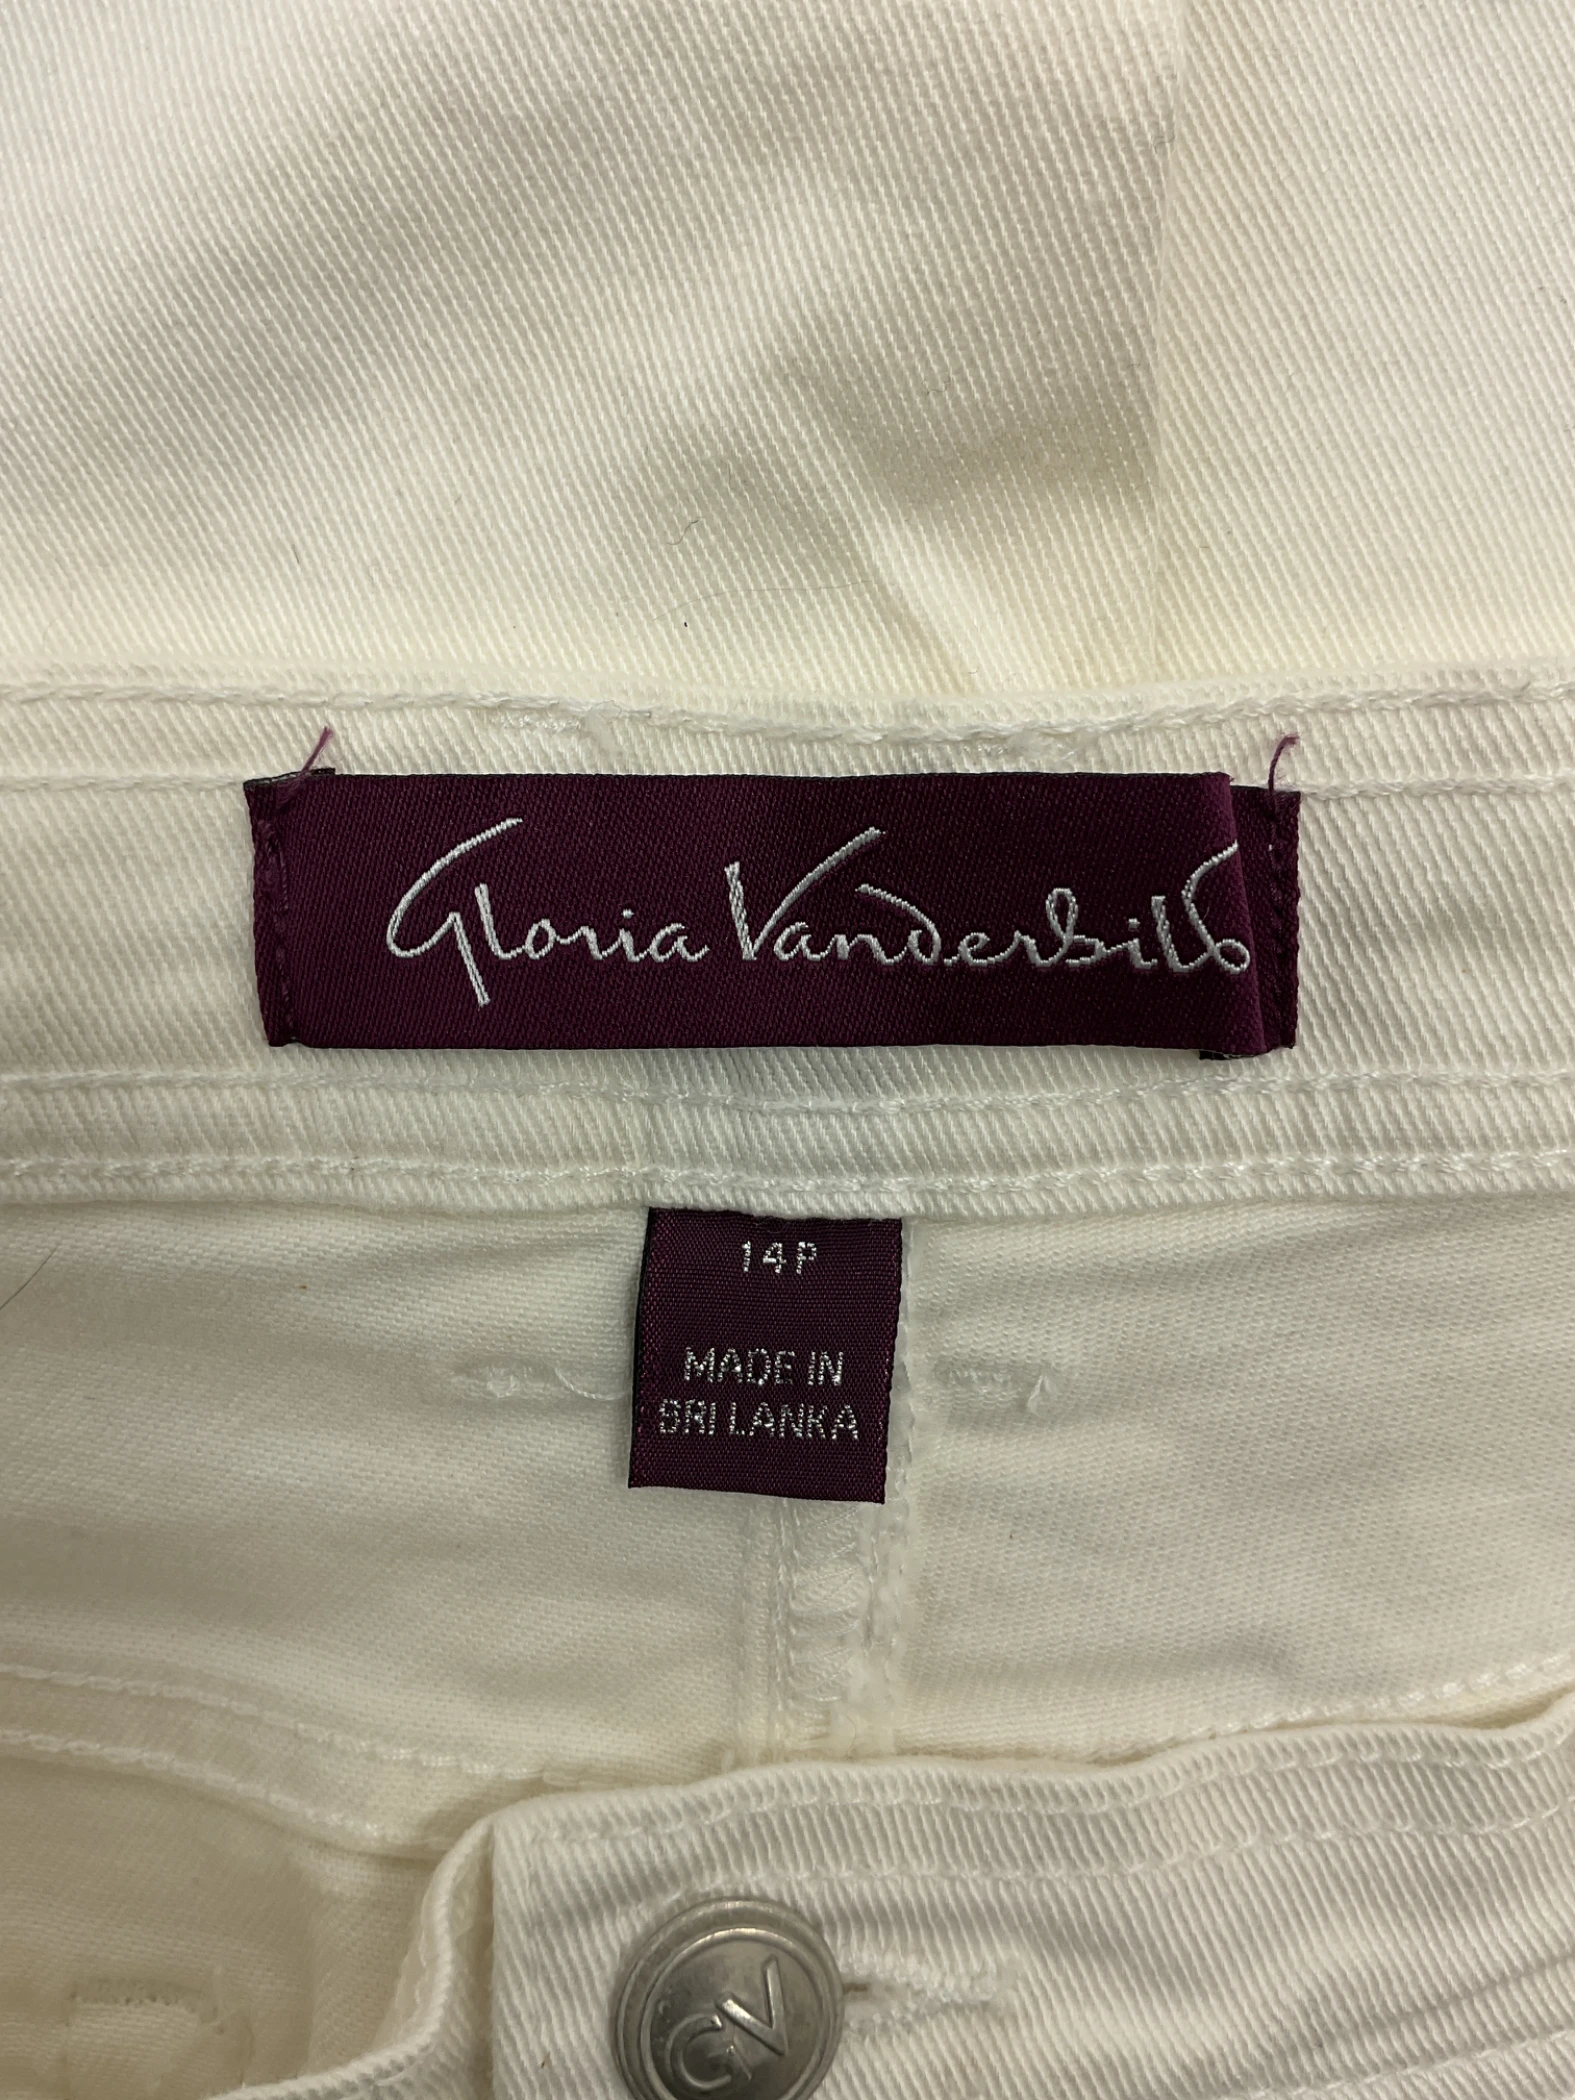 Gloria Vanderbilt
14P
MADE IN
SRI LANKA
GV